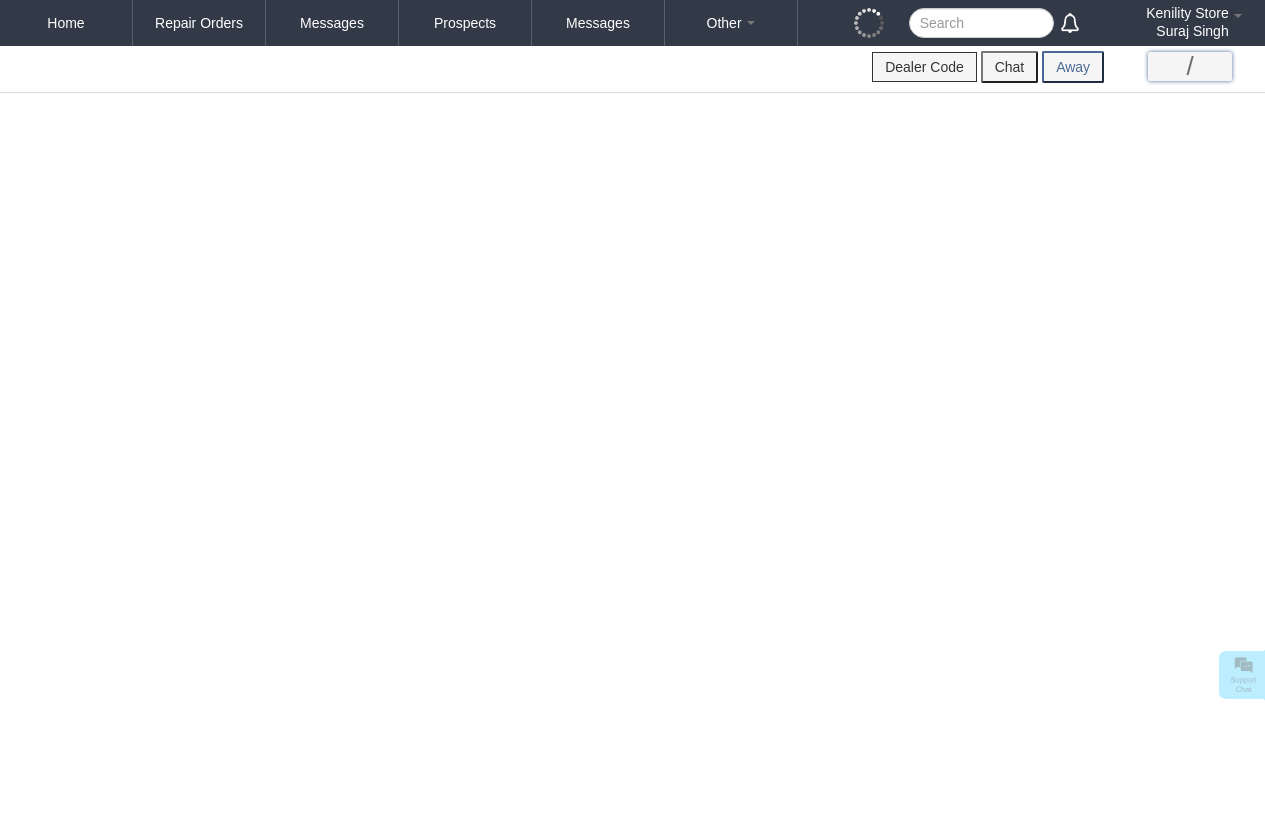 Home
Repair Orders
Messages
Prospects
Messages
Other
Search
Kenility Store
Suraj Singh
Dealer Code
Chat
Away
/
Support
Chat